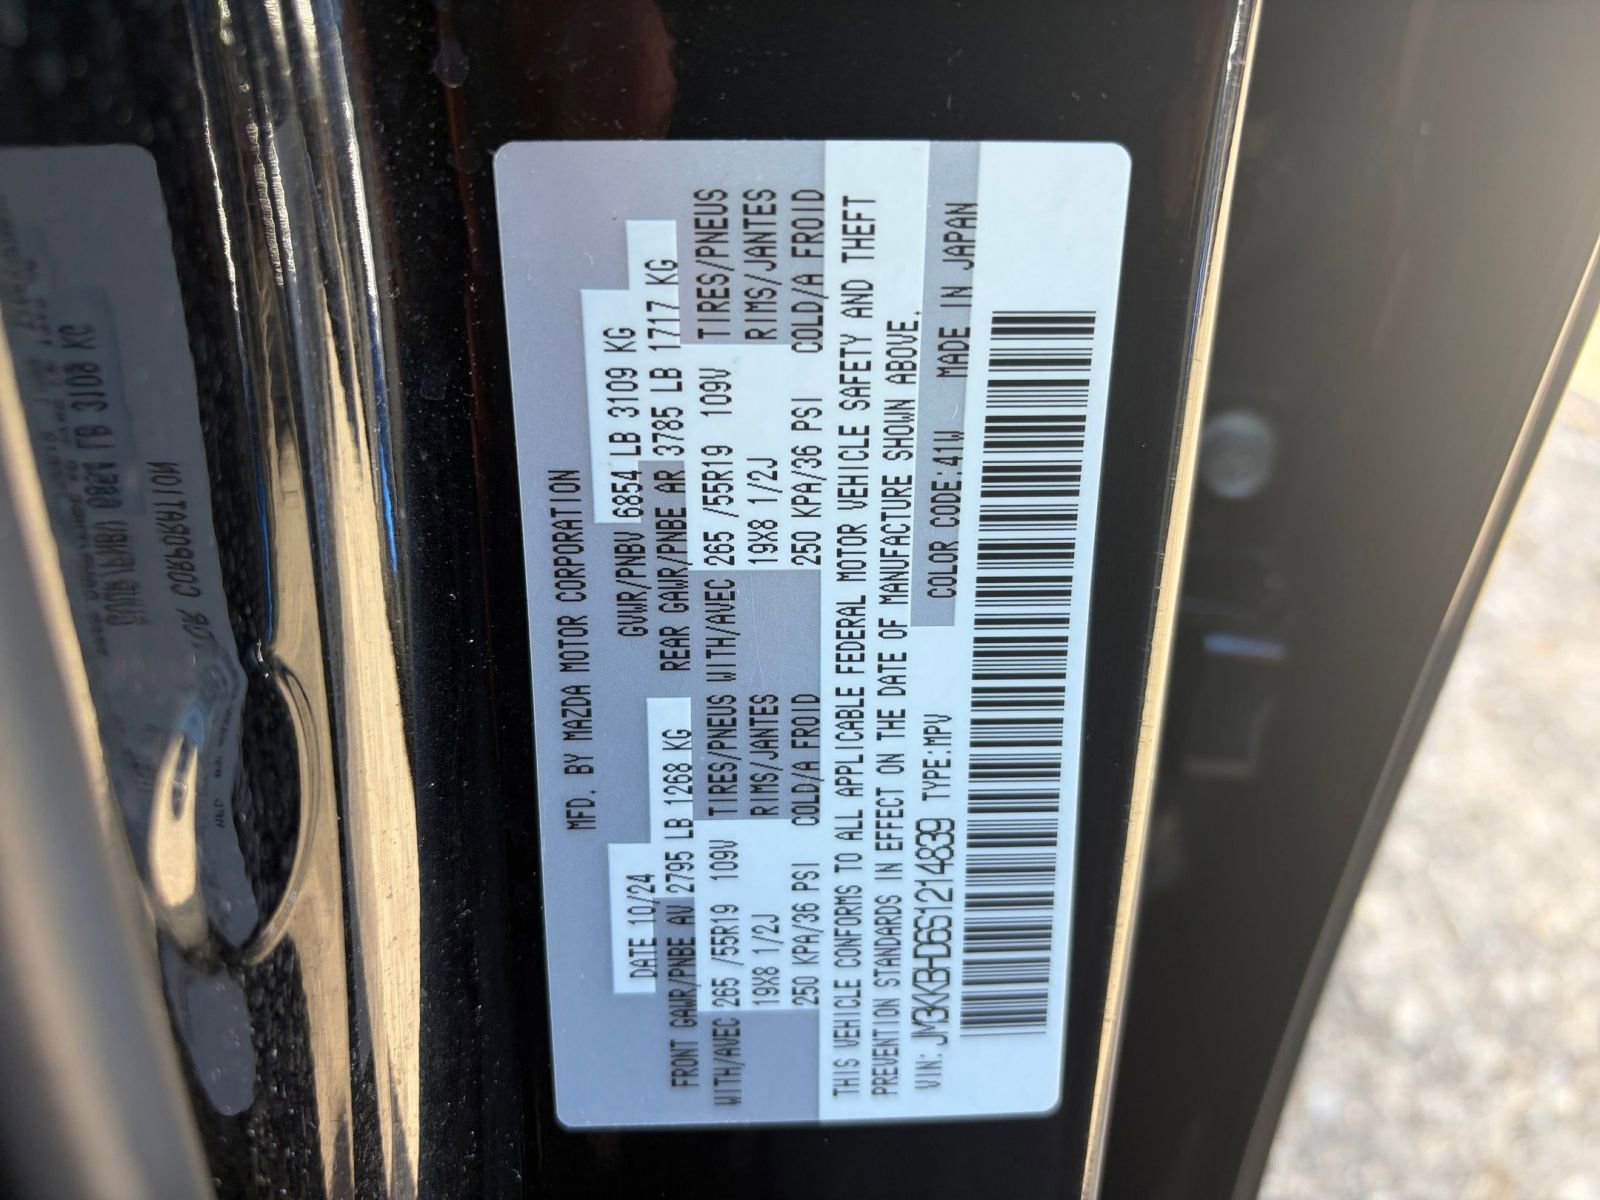 MFD. BY MAZDA MOTOR CORPORATION
DATE 10/24 GVWR/PNBV 6854 LB 3109 KG
FRONT GAWR/PNBE AV 2795 LB 1268 KG REAR GAWR/PNBE AR 3785 LB 1717 KG
WITH/AVEC 265 /55R19 109V TIRES/PNEUS WITH/AVEC 265 /55R19 109V TIRES/PNEUS
19X8 1/2J RIMS/JANTES 19X8 1/2J RIMS/JANTES
250 KPA/36 PSI COLD/A FROID 250 KPA/36 PSI COLD/A FROID
THIS VEHICLE CONFORMS TO ALL APPLICABLE FEDERAL MOTOR VEHICLE SAFETY AND THEFT
PREVENTION STANDARDS IN EFFECT ON THE DATE OF MANUFACTURE SHOWN ABOVE.
VIN: JM3KKBHD6S1214839 TYPE:MPV COLOR CODE:41W MADE IN JAPAN